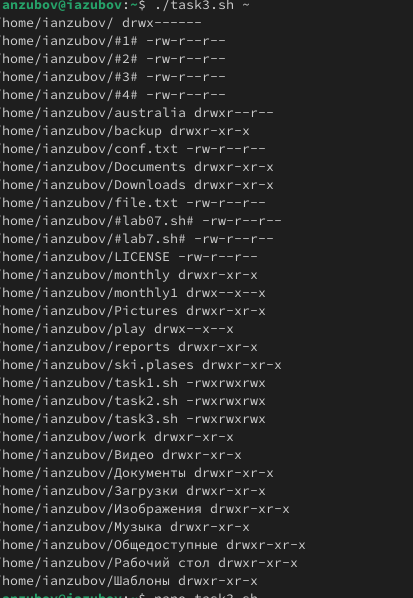 anzubov@iazubov:~$ ./task3.sh ~
/home/ianzubov/ drwx------
/home/ianzubov/#1# -rw-r--r--
/home/ianzubov/#2# -rw-r--r--
/home/ianzubov/#3# -rw-r--r--
/home/ianzubov/#4# -rw-r--r--
/home/ianzubov/australia drwxr--r--
/home/ianzubov/backup drwxr-xr-x
/home/ianzubov/conf.txt -rw-r--r--
/home/ianzubov/Documents drwxr-xr-x
/home/ianzubov/Downloads drwxr-xr-x
/home/ianzubov/file.txt -rw-r--r--
/home/ianzubov/#lab07.sh# -rw-r--r--
/home/ianzubov/#lab7.sh# -rw-r--r--
/home/ianzubov/LICENSE -rw-r--r--
/home/ianzubov/monthly drwxr-xr-x
/home/ianzubov/monthly1 drwx--x--x
/home/ianzubov/Pictures drwxr-xr-x
/home/ianzubov/play drwx--x--x
/home/ianzubov/reports drwxr-xr-x
/home/ianzubov/ski.plases drwxr-xr-x
/home/ianzubov/task1.sh -rwxrwxrwx
/home/ianzubov/task2.sh -rwxrwxrwx
/home/ianzubov/task3.sh -rwxrwxrwx
/home/ianzubov/work drwxr-xr-x
/home/ianzubov/Видео drwxr-xr-x
/home/ianzubov/Документы drwxr-xr-x
/home/ianzubov/Загрузки drwxr-xr-x
/home/ianzubov/Изображения drwxr-xr-x
/home/ianzubov/Музыка drwxr-xr-x
/home/ianzubov/Общедоступные drwxr-xr-x
/home/ianzubov/Рабочий стол drwxr-xr-x
/home/ianzubov/Шаблоны drwxr-xr-x